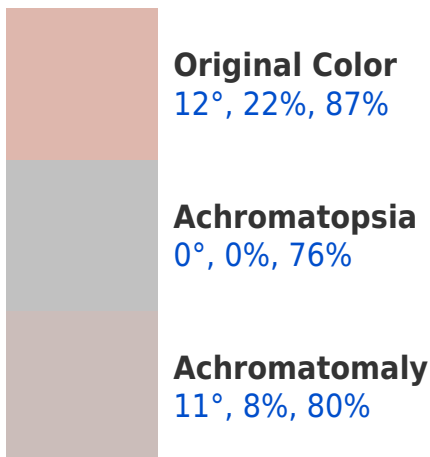 Original Color
12°, 22%, 87%
Achromatopsia
0°, 0%, 76%
Achromatomaly
11°, 8%, 80%